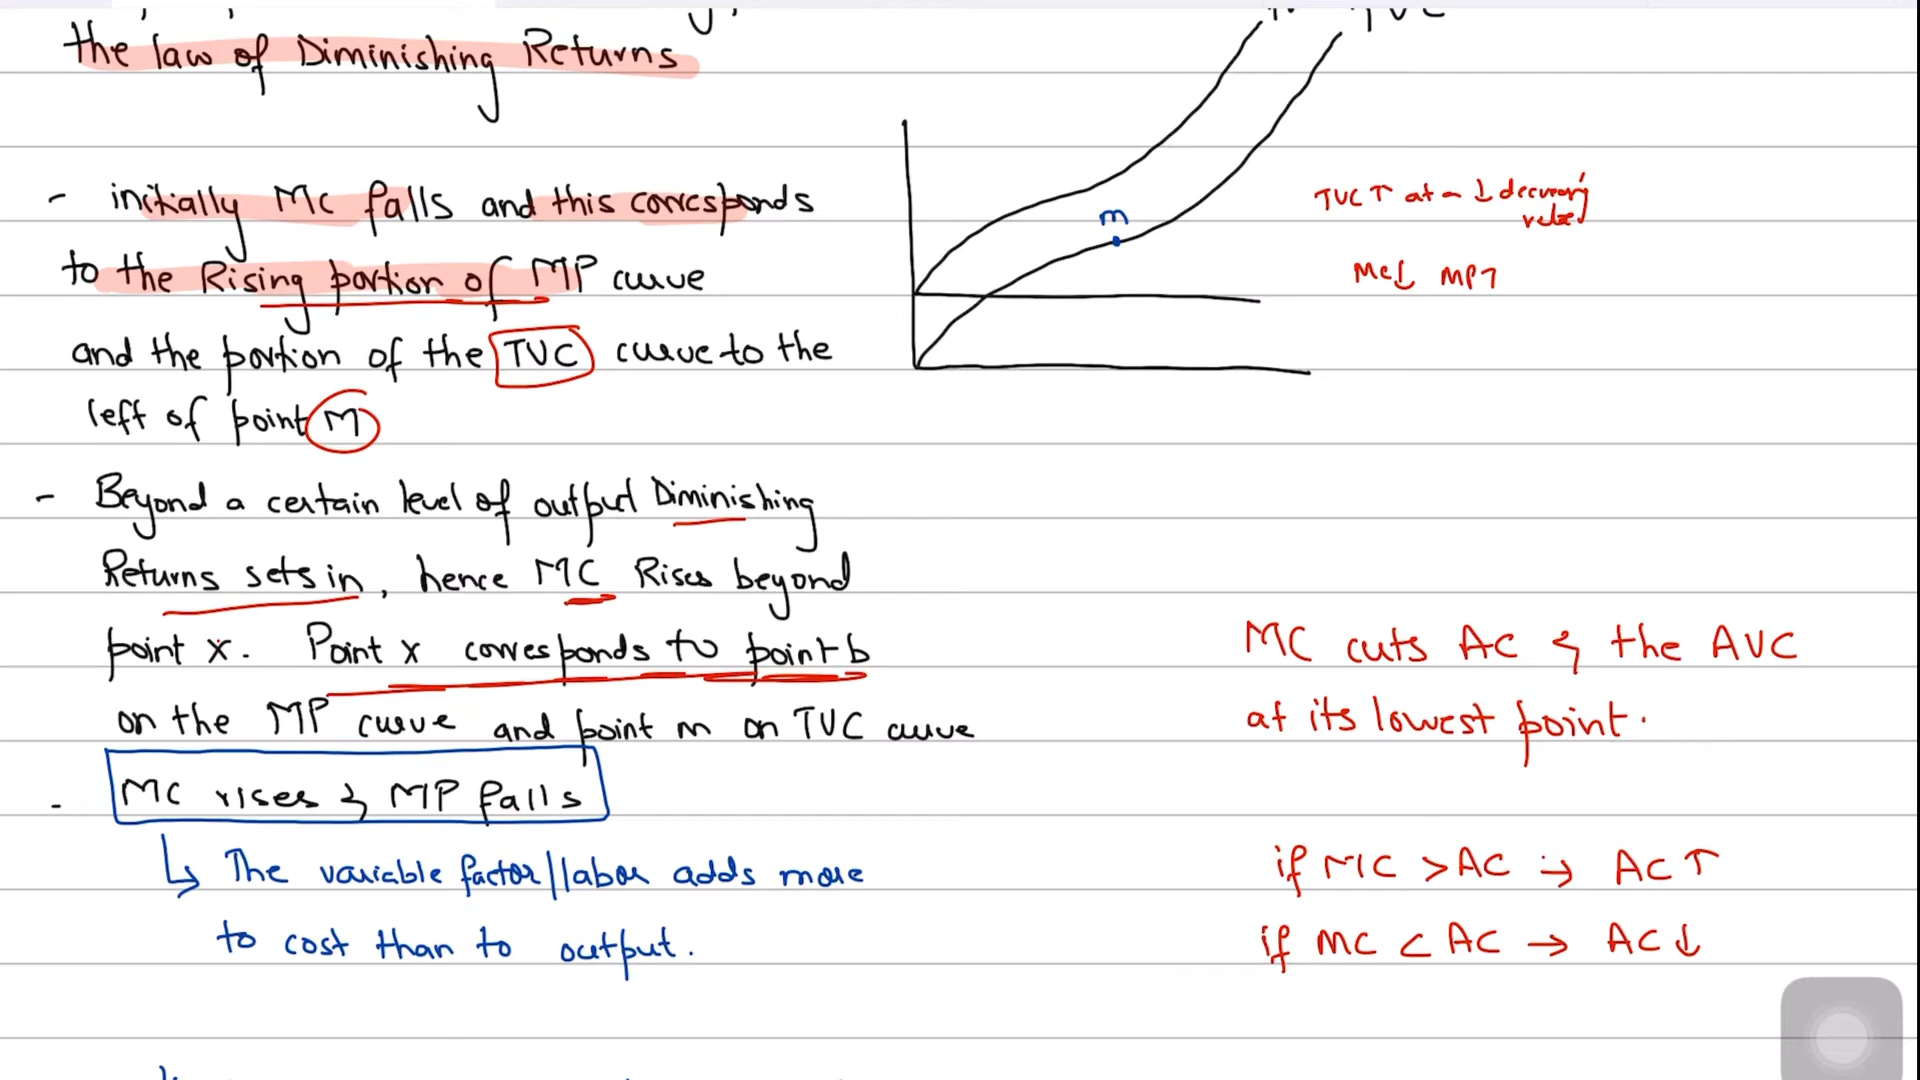 the law of Diminishing Returns
TVC
- initially MC falls and this corresponds
to the Rising portion of MP curve
and the portion of the TVC curve to the
left of point M
m
TVC ↑ at a ↓
MC↓ MP↑
- Beyond a certain level of output Diminishing
Returns sets in, hence MC Rises beyond
point x. Point x corresponds to point b
on the MP curve and point m on TVC curve
- MC rises & MP falls
↳ The variable factor/labor adds more
to cost than to output.
MC cuts AC & the AVC
at its lowest point.
if MC > AC → AC ↑
if MC < AC → AC ↓